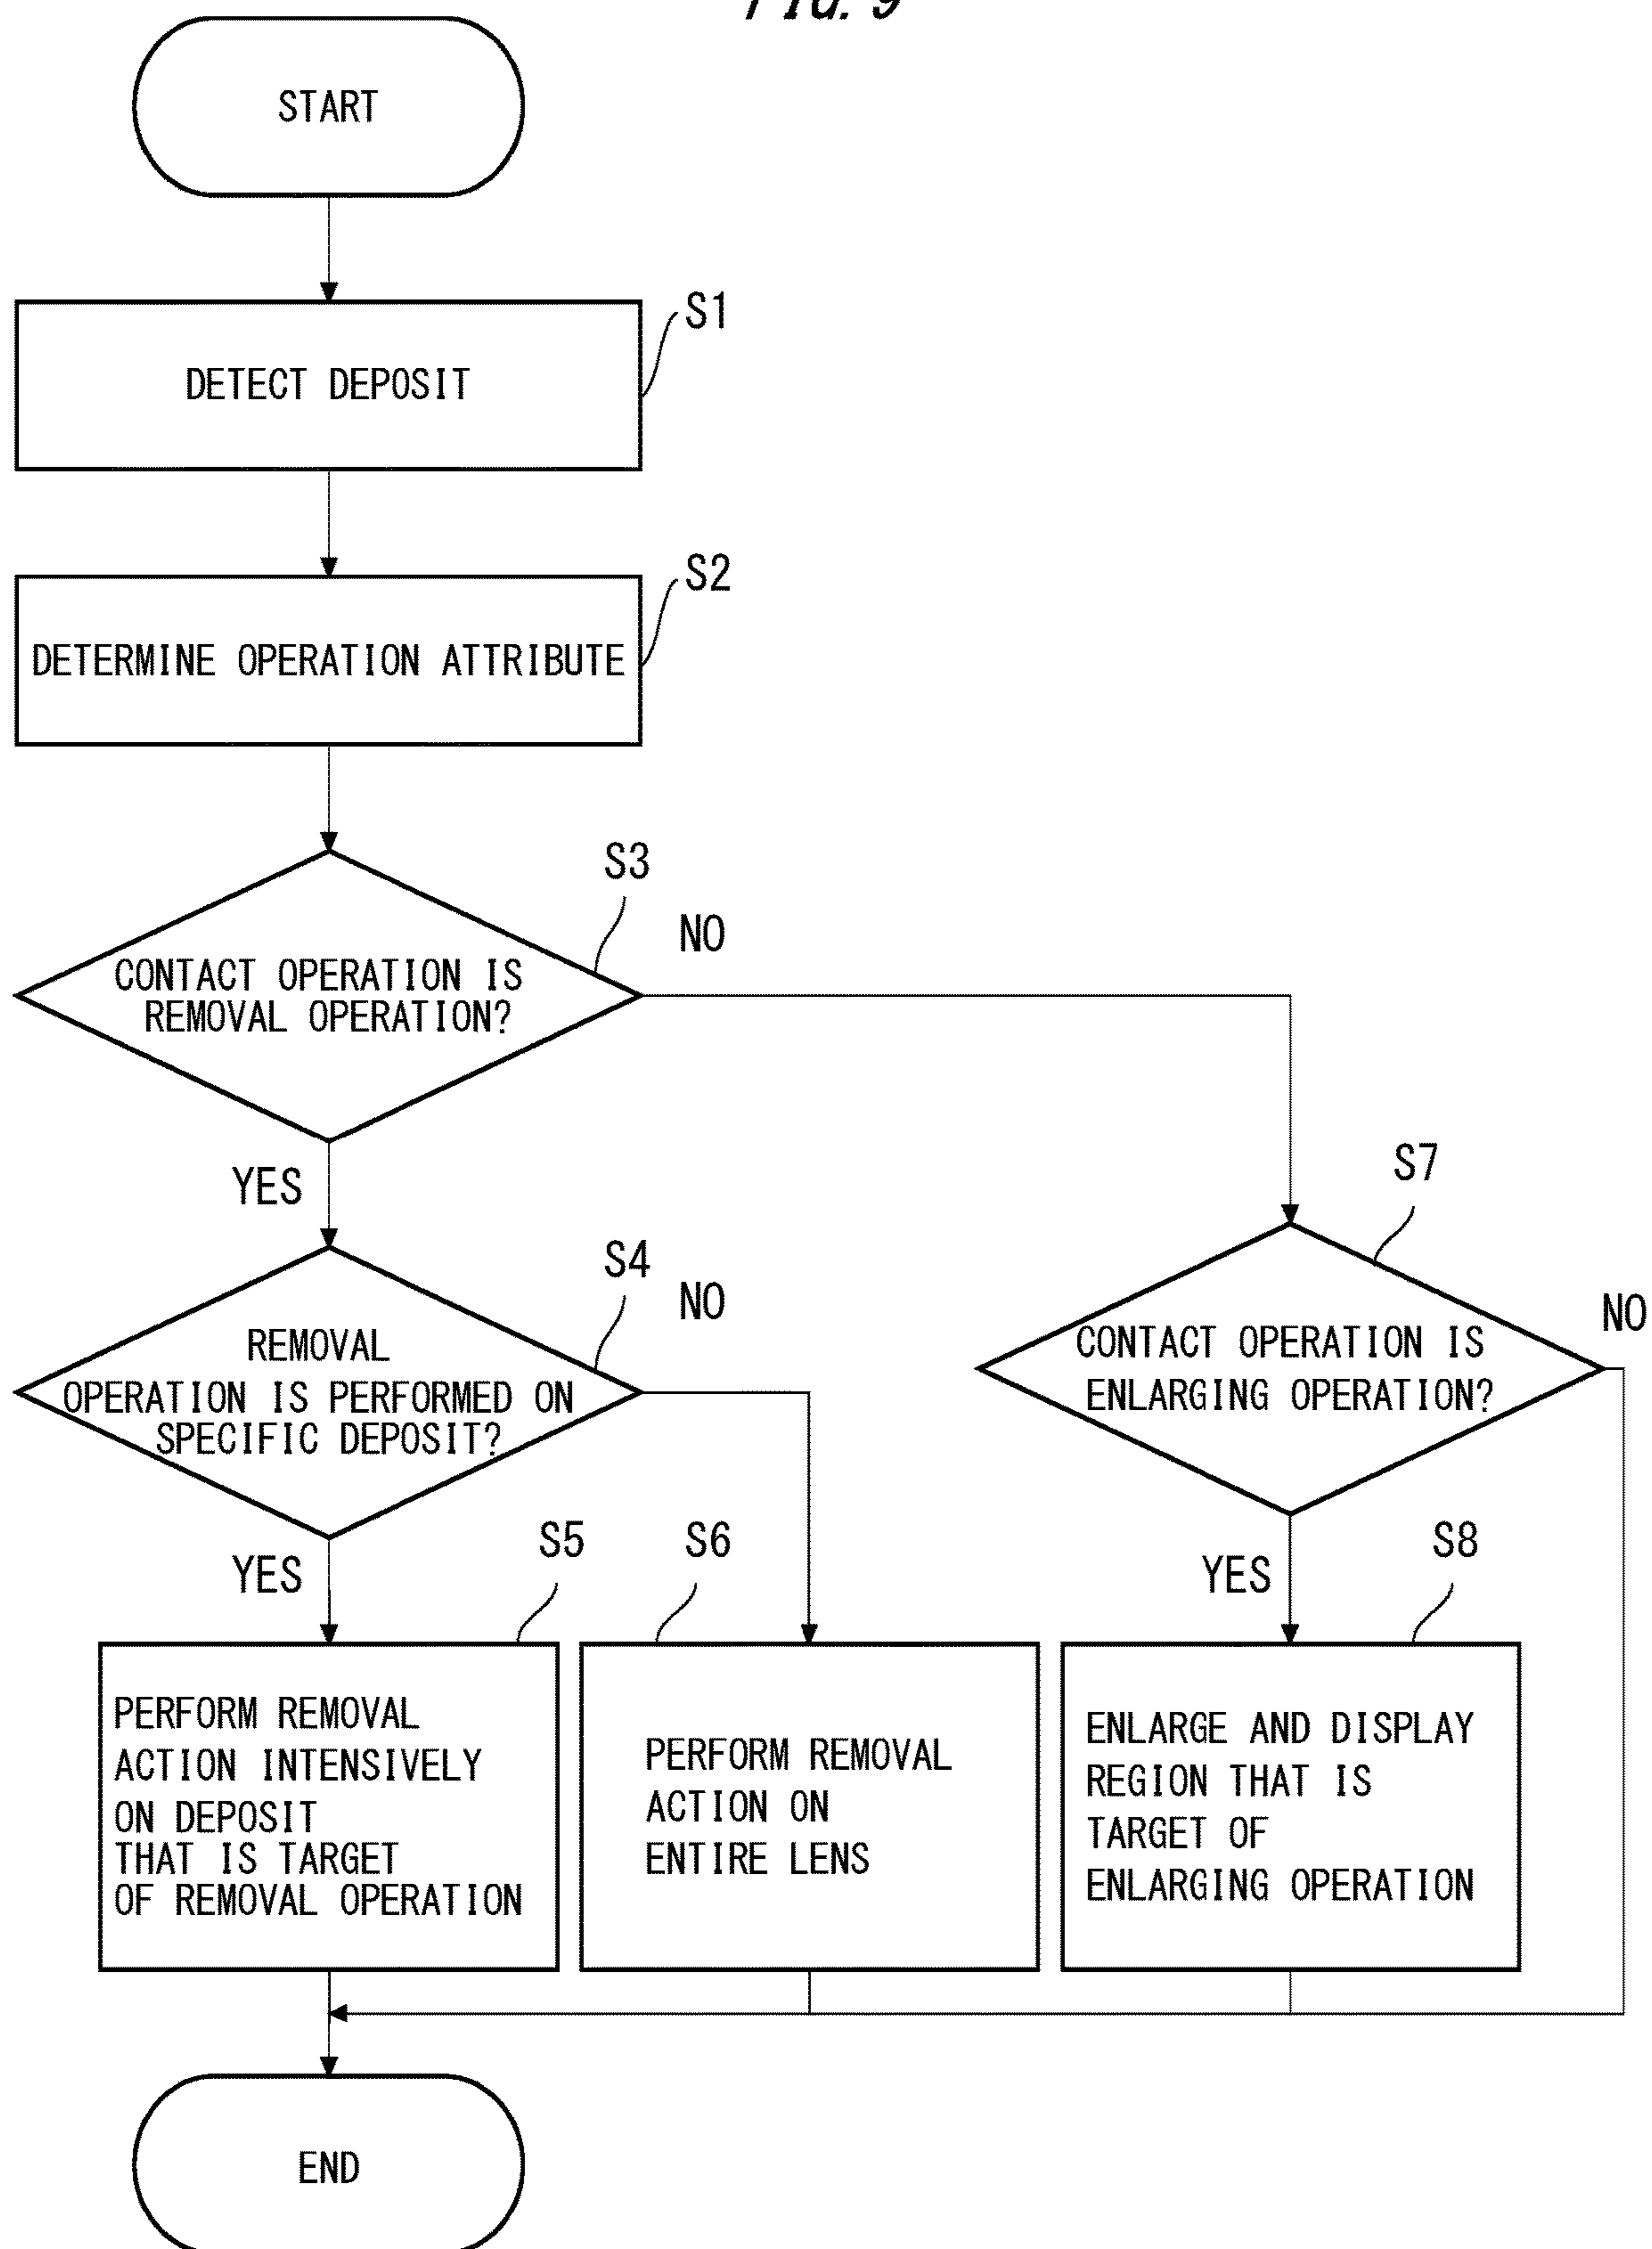 FIG. 9
START
S1
DETECT DEPOSIT
S2
DETERMINE OPERATION ATTRIBUTE
S3
NO
CONTACT OPERATION IS
REMOVAL OPERATION?
YES
S7
S4
NO
NO
REMOVAL
OPERATION IS PERFORMED ON
SPECIFIC DEPOSIT?
CONTACT OPERATION IS
ENLARGING OPERATION?
YES
S5
S6
YES
S8
PERFORM REMOVAL
ACTION INTENSIVELY
ON DEPOSIT
THAT IS TARGET
OF REMOVAL OPERATION
PERFORM REMOVAL
ACTION ON
ENTIRE LENS
ENLARGE AND DISPLAY
REGION THAT IS
TARGET OF
ENLARGING OPERATION
END